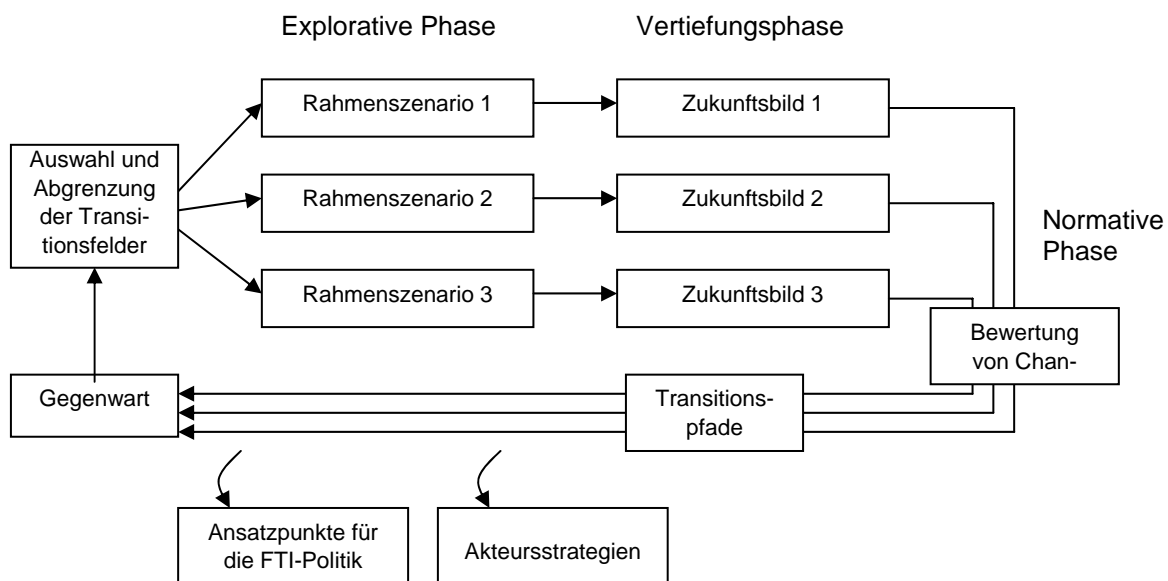 Explorative Phase
Vertiefungsphase
Rahmenszenario 1
Zukunftsbild 1
Auswahl und
Abgrenzung
der Transi-
tionsfelder
Rahmenszenario 2
Zukunftsbild 2
Normative
Phase
Rahmenszenario 3
Zukunftsbild 3
Bewertung
von Chan-
Gegenwart
Transitions-
pfade
Ansatzpunkte für
die FTI-Politik
Akteursstrategien